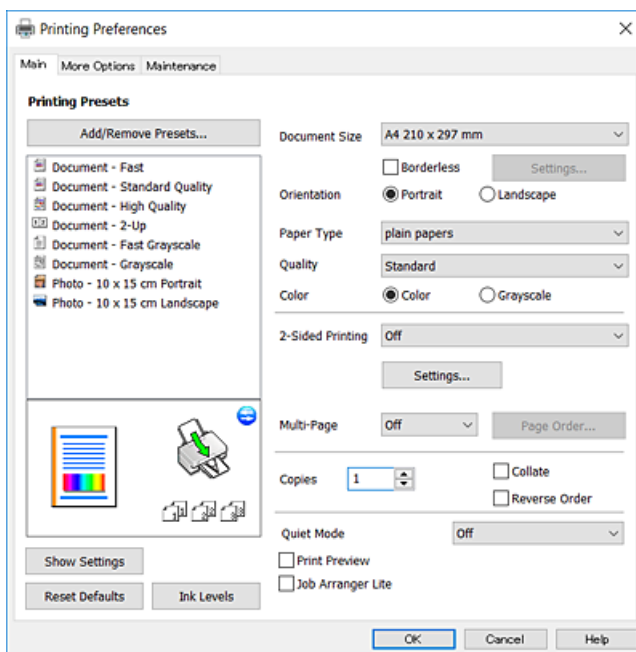 Printing Preferences
Main More Options Maintenance
Printing Presets
Add/Remove Presets...
Document - Fast
Document - Standard Quality
Document - High Quality
Document - 2-Up
Document - Fast Grayscale
Document - Grayscale
Photo - 10 x 15 cm Portrait
Photo - 10 x 15 cm Landscape
Show Settings
Reset Defaults Ink Levels
Document Size A4 210 x 297 mm
Borderless Settings...
Orientation Portrait Landscape
Paper Type plain papers
Quality Standard
Color Color Grayscale
2-Sided Printing Off
Settings...
Multi-Page Off Page Order...
Copies 1 Collate
Reverse Order
Quiet Mode Off
Print Preview
Job Arranger Lite
OK Cancel Help